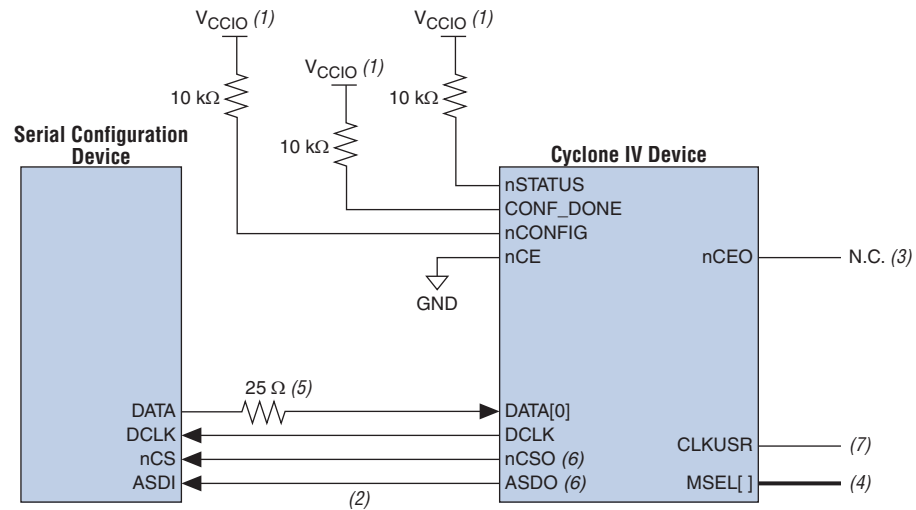 VCCIO (1)
VCCIO (1)
VCCIO (1)
10 kΩ
10 kΩ
10 kΩ
Serial Configuration
Device
Cyclone IV Device
nSTATUS
CONF_DONE
nCONFIG
nCE
nCEO
N.C. (3)
GND
25 Ω (5)
DATA
DATA[0]
DCLK
DCLK
CLKUSR
(7)
nCS
nCSO (6)
ASDI
ASDO (6)
MSEL[ ]
(4)
(2)